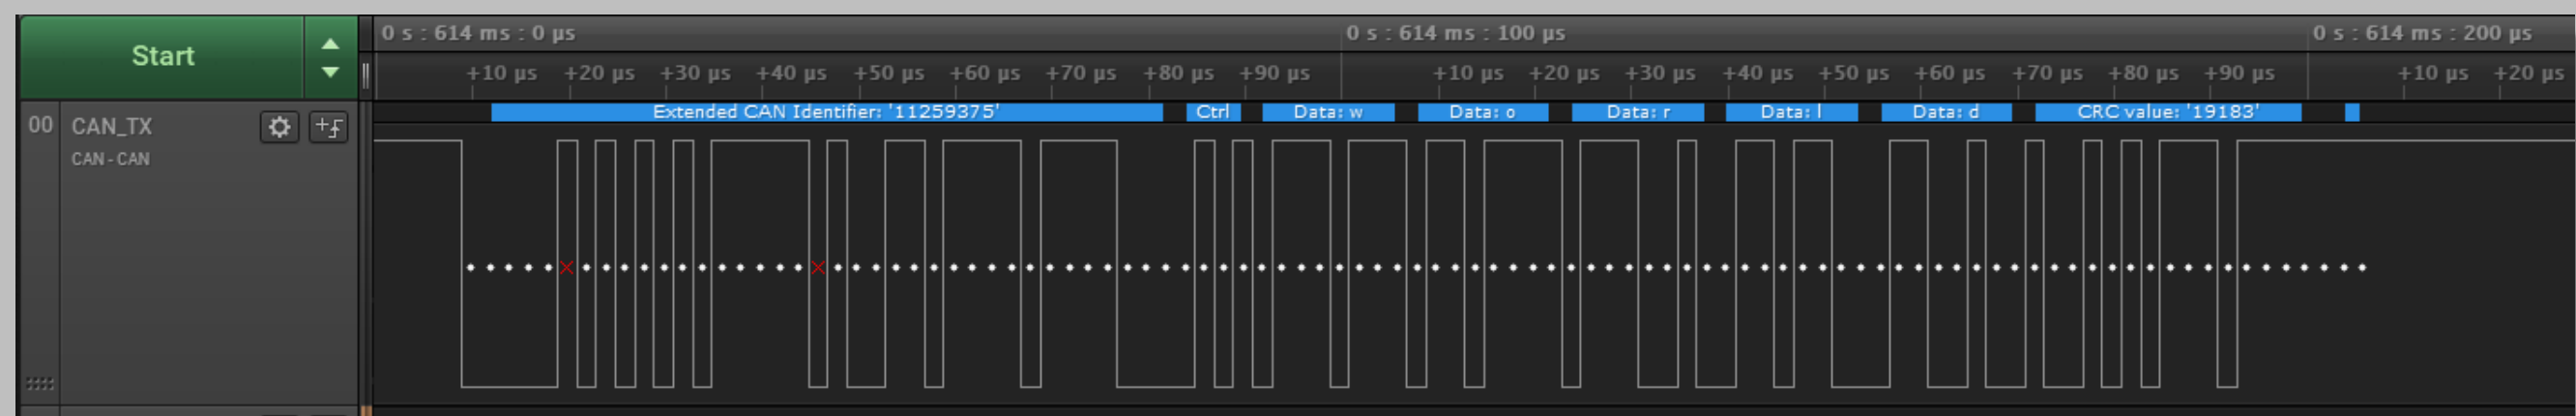 Start
0 s : 614 ms : 0 µs
0 s : 614 ms : 100 µs
0 s : 614 ms : 200 µs
+10 µs +20 µs +30 µs +40 µs +50 µs +60 µs +70 µs +80 µs +90 µs +10 µs +20 µs +30 µs +40 µs +50 µs +60 µs +70 µs +80 µs +90 µs +10 µs +20 µs
00 CAN_TX
CAN - CAN
Extended CAN Identifier: '11259375' Ctrl Data: w Data: o Data: r Data: l Data: d CRC value: '19183'